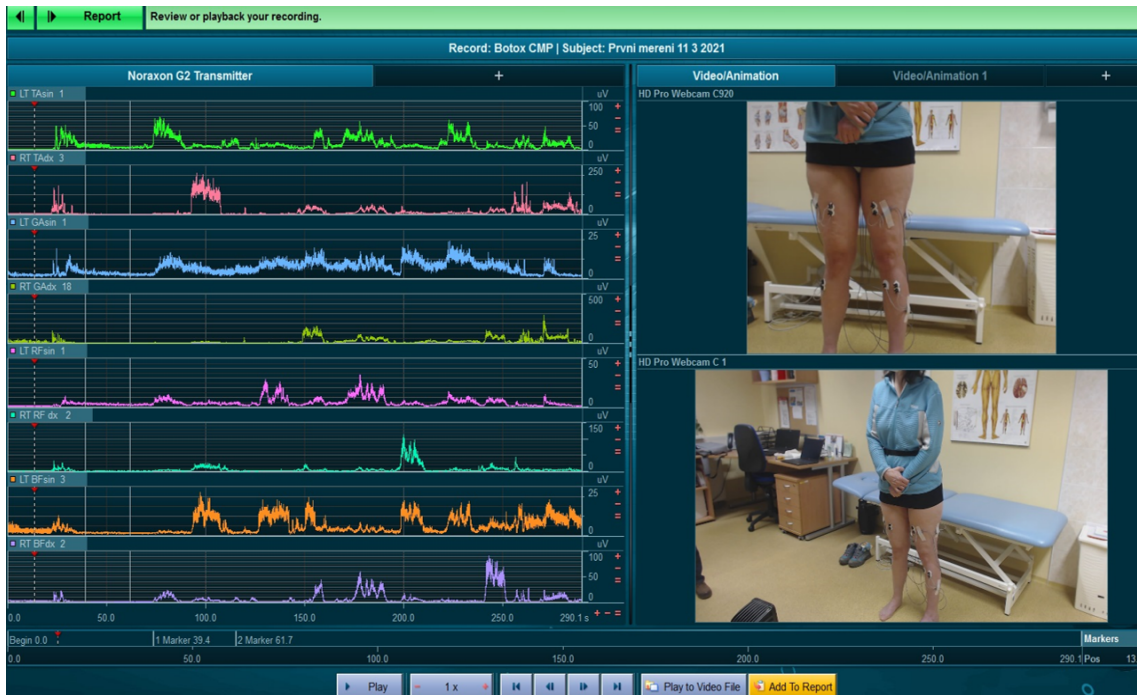 Report
Review or playback your recording.
Record: Botox CMP | Subject: Prvni mereni 11 3 2021
Noraxon G2 Transmitter
+
Video/Animation
Video/Animation 1
+
HD Pro Webcam C920
LT TAsin 1
uV
100
50
0
RT TAdx 3
uV
250
0
LT GAsin 1
uV
25
0
RT GAdx 18
uV
500
0
HD Pro Webcam C 1
LT RFsin 1
uV
50
0
RT RF dx 2
uV
150
0
LT BFsin 3
uV
25
0
RT BFdx 2
uV
100
50
0
0.0 50.0 100.0 150.0 200.0 250.0 290.1 s + − =
Begin 0.0 1 Marker 39.4 2 Marker 61.7 Markers
0.0 50.0 100.0 150.0 200.0 250.0 290.1 Pos 13.
Play − 1 x + Play to Video File Add To Report